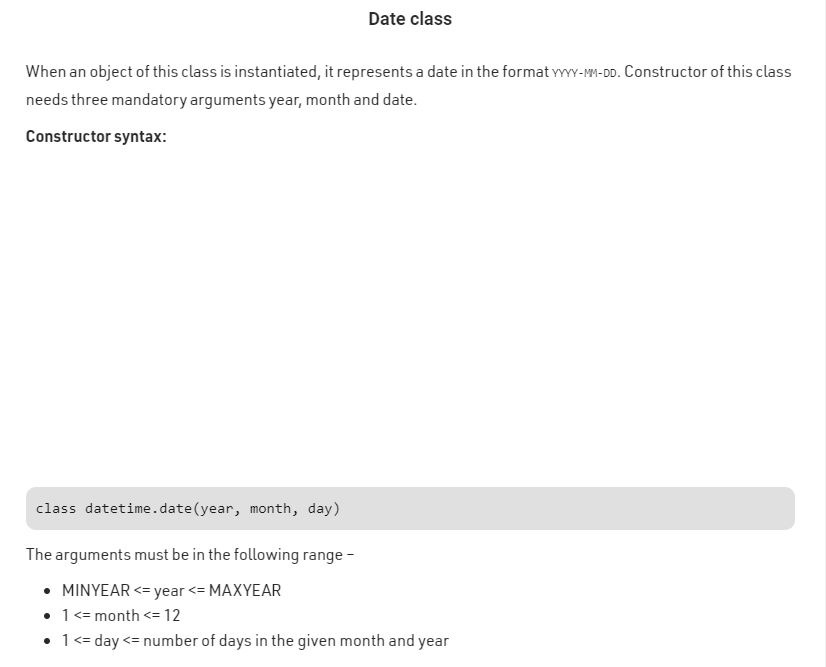 Date class
When an object of this class is instantiated, it represents a date in the format YYYY-MM-DD. Constructor of this class
needs three mandatory arguments year, month and date.
Constructor syntax:
class datetime.date(year, month, day)
The arguments must be in the following range –
• MINYEAR <= year <= MAXYEAR
• 1 <= month <= 12
• 1 <= day <= number of days in the given month and year